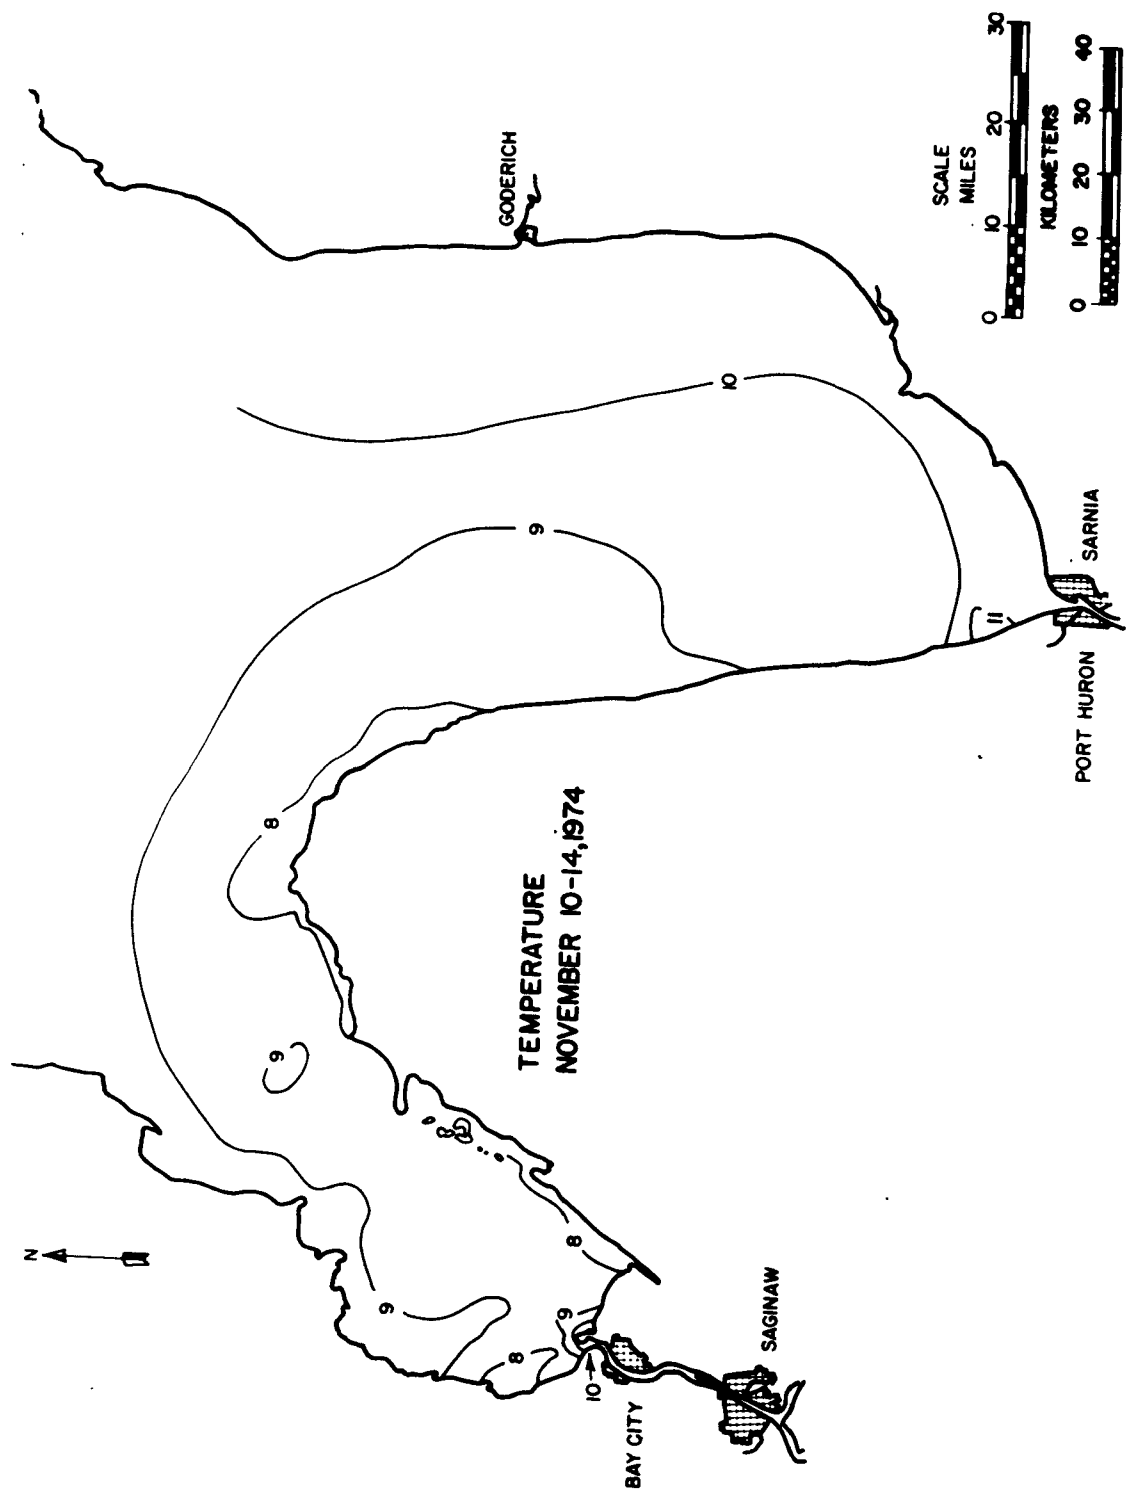 N
GODERICH
SCALE
MILES
0 10 20 30
KILOMETERS
0 10 20 30 40
10
9
8
9
8
9
8
9
8
10
11
TEMPERATURE
NOVEMBER 10-14, 1974
SARNIA
PORT HURON
SAGINAW
BAY CITY